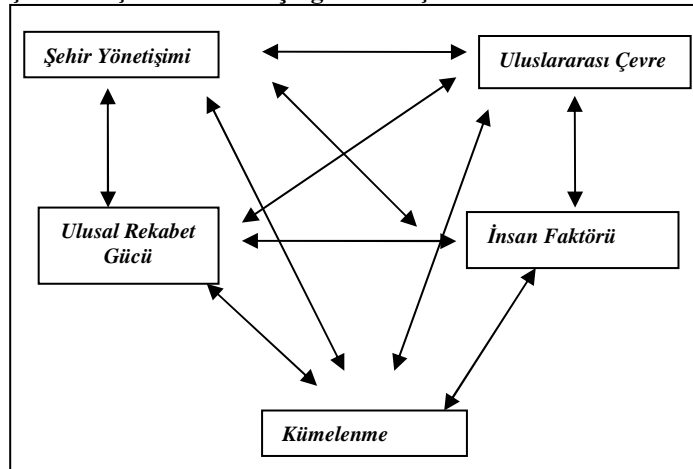 Şehir Yönetişimi
Uluslararası Çevre
Ulusal Rekabet
Gücü
İnsan Faktörü
Kümelenme